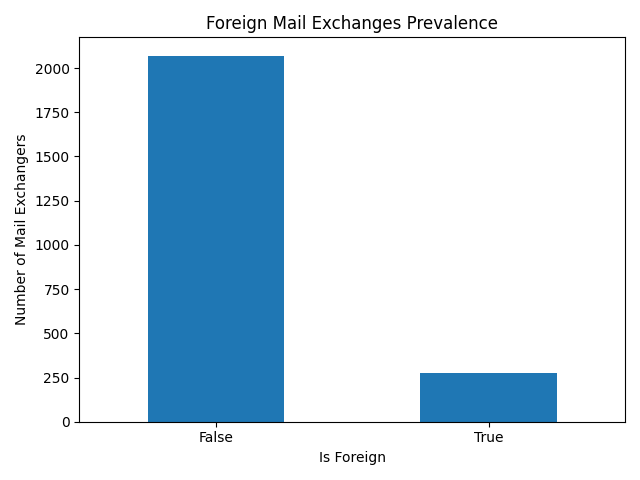 Foreign Mail Exchanges Prevalence
Number of Mail Exchangers
2000
1750
1500
1250
1000
750
500
250
0
False
True
Is Foreign